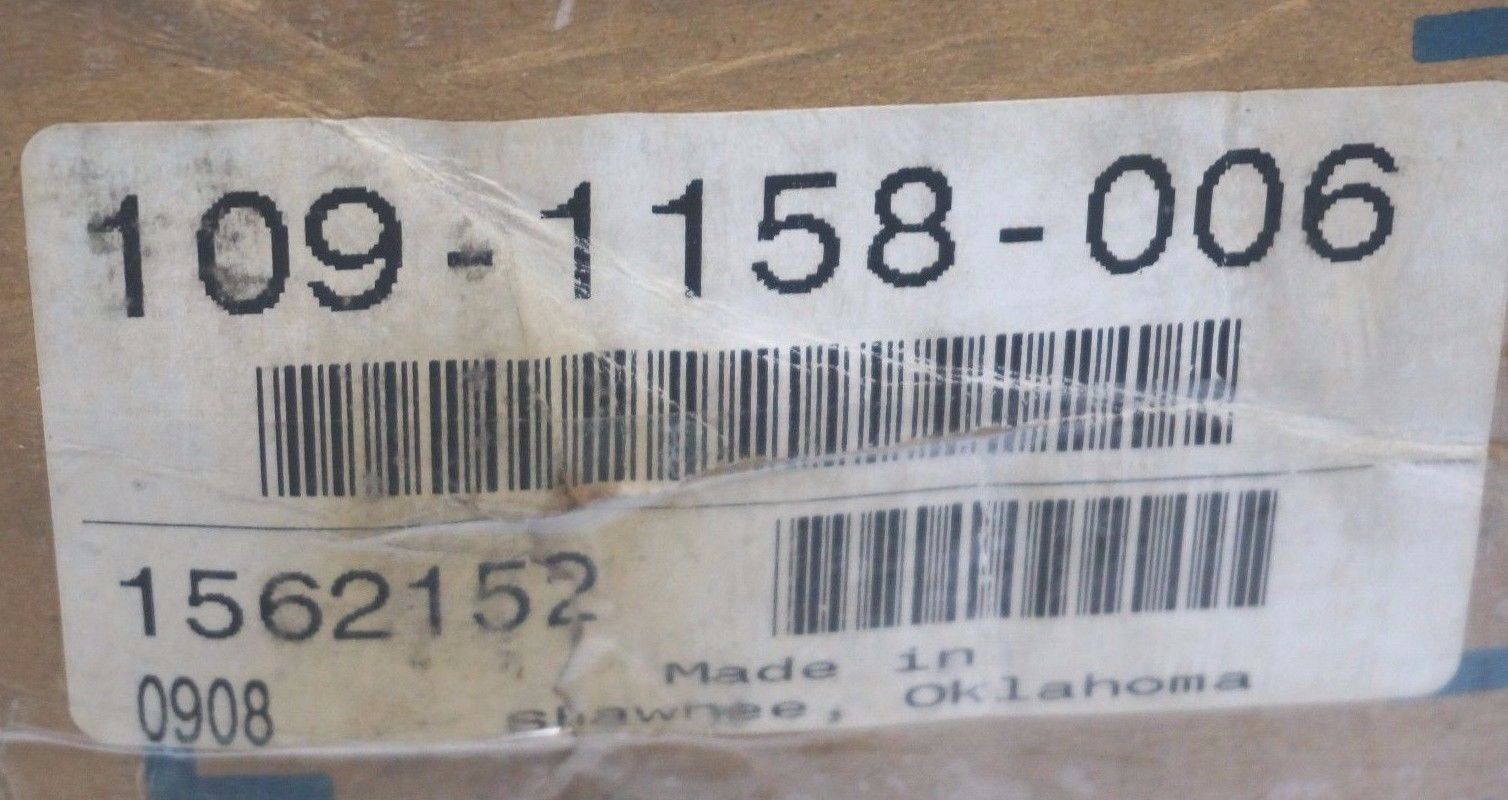 109-1158-006
1562152
0908
Made in
Shawnee, Oklahoma